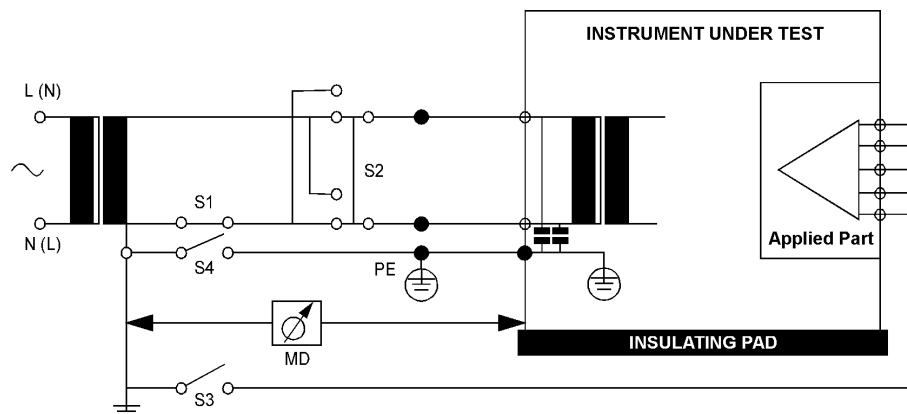 INSTRUMENT UNDER TEST
L (N)
S2
S1
Applied Part
N (L)
S4
PE
INSULATING PAD
MD
S3